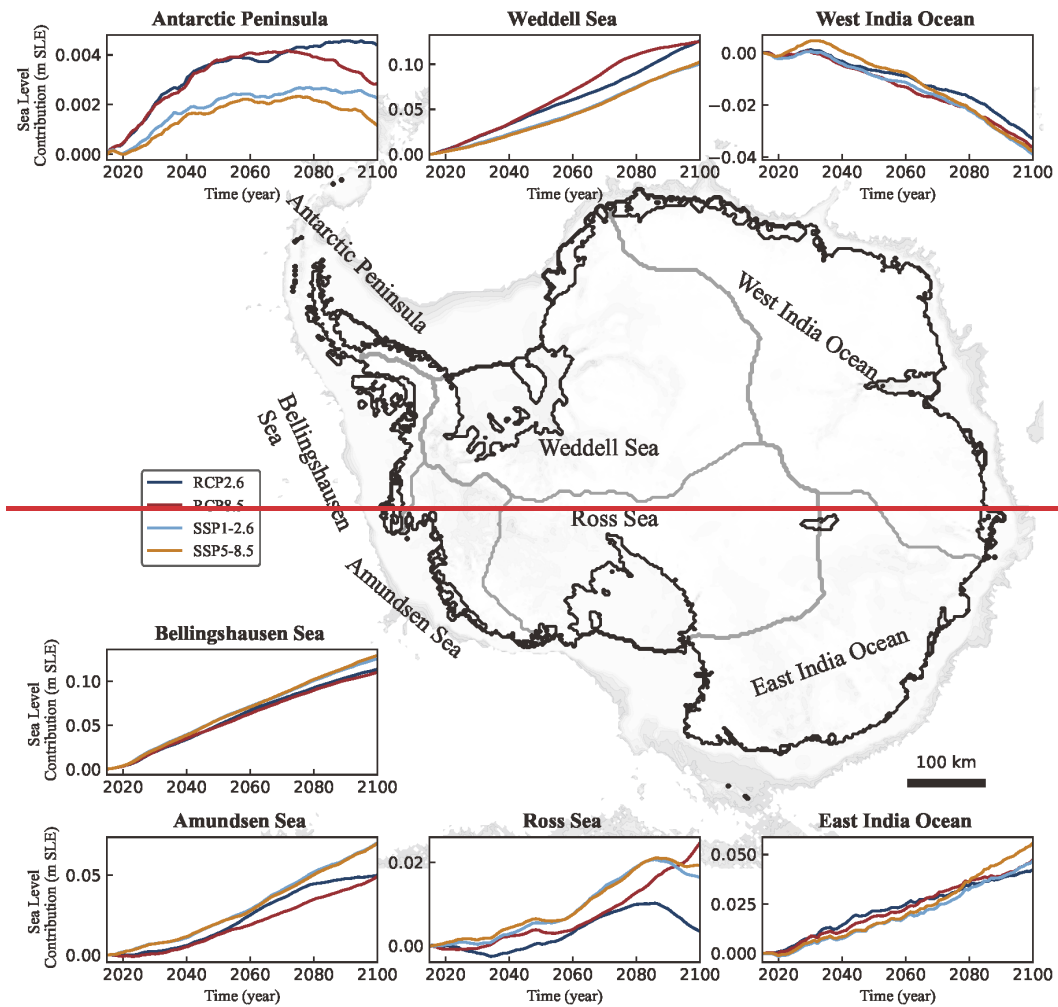 Antarctic Peninsula
Weddell Sea
West India Ocean
Sea Level
Contribution (m SLE)
0.004
0.002
0.000
2020 2040 2060 2080 2100
Time (year)
0.10
0.05
0.00
2020 2040 2060 2080 2100
Time (year)
0.00
−0.02
−0.04
2020 2040 2060 2080 2100
Time (year)
Antarctic Peninsula
West India Ocean
Bellingshausen
Sea
Weddell Sea
RCP2.6
RCP8.5
SSP1-2.6
SSP5-8.5
Ross Sea
Amundsen Sea
East India Ocean
100 km
Bellingshausen Sea
Sea Level
Contribution (m SLE)
0.10
0.05
0.00
2020 2040 2060 2080 2100
Amundsen Sea
Ross Sea
East India Ocean
Sea Level
Contribution (m SLE)
0.05
0.00
2020 2040 2060 2080 2100
Time (year)
0.02
0.00
2020 2040 2060 2080 2100
Time (year)
0.050
0.025
0.000
2020 2040 2060 2080 2100
Time (year)